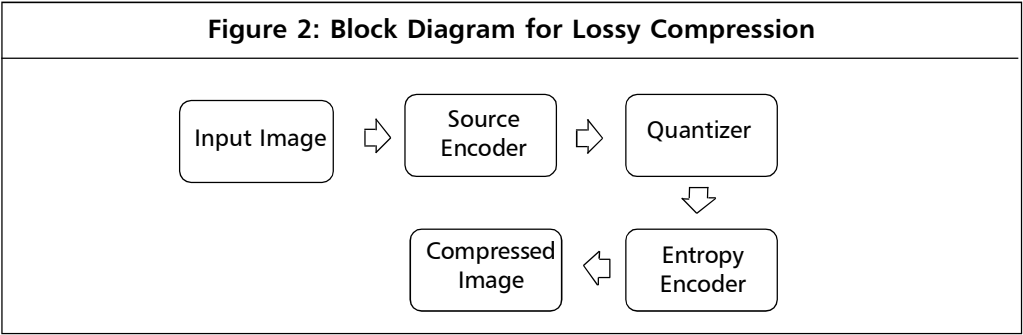 Figure 2: Block Diagram for Lossy Compression
Input Image
Source
Encoder
Quantizer
Entropy
Encoder
Compressed
Image